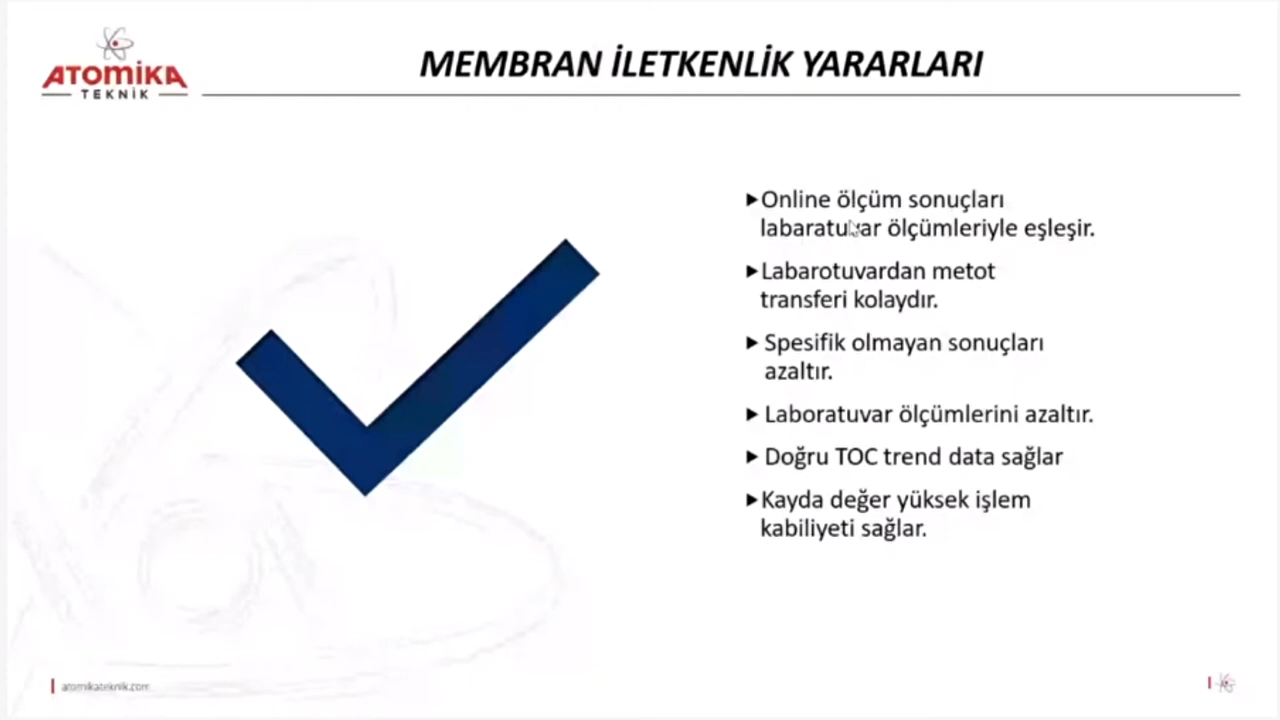 ATOMİKA
TEKNİK
MEMBRAN İLETKENLİK YARARLARI
▶Online ölçüm sonuçları
labaratuvar ölçümleriyle eşleşir.
▶Labarotuvardan metot
transferi kolaydır.
▶ Spesifik olmayan sonuçları
azaltır.
▶ Laboratuvar ölçümlerini azaltır.
▶ Doğru TOC trend data sağlar
▶Kayda değer yüksek işlem
kabiliyeti sağlar.
atomikateknik.com